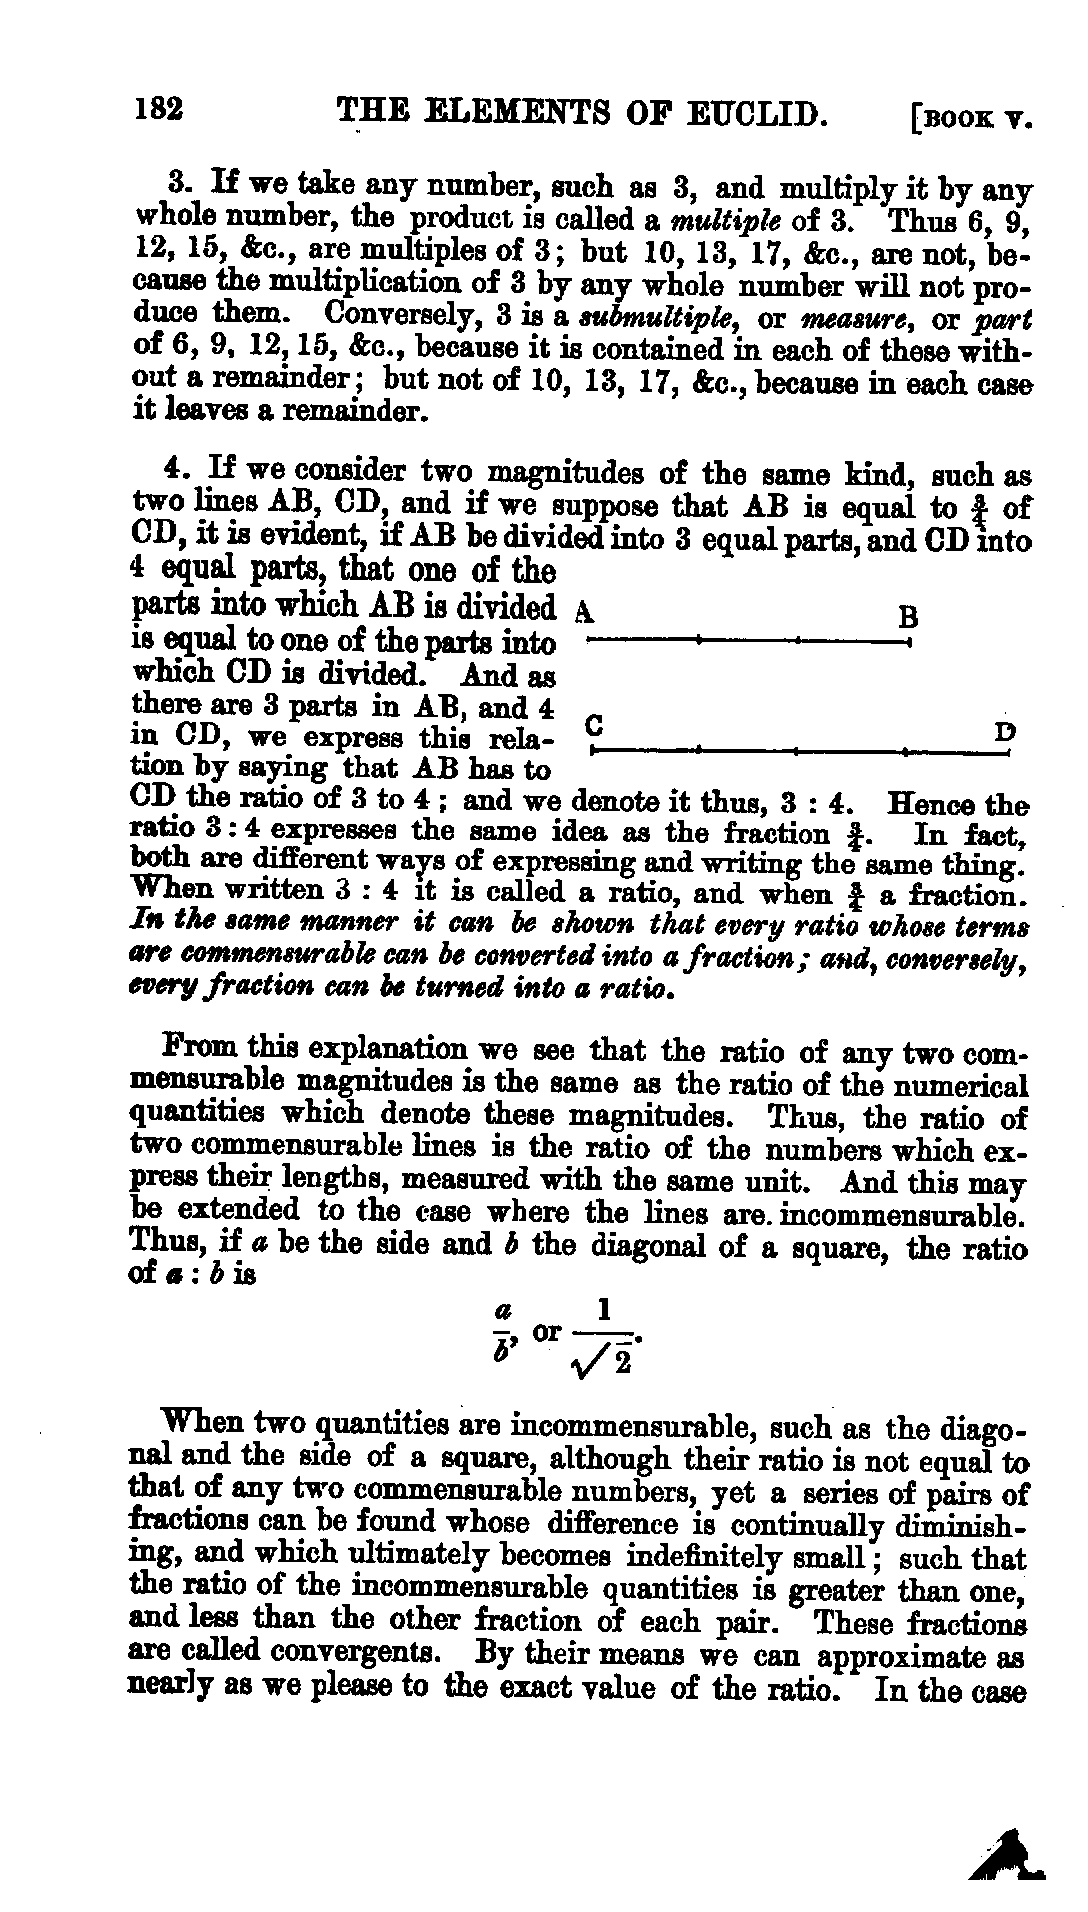 182 THE ELEMENTS OF EUCLID. [BOOK V.
3. If we take any number, such as 3, and multiply it by any
whole number, the product is called a multiple of 3. Thus 6, 9,
12, 15, &c., are multiples of 3; but 10, 13, 17, &c., are not, be-
cause the multiplication of 3 by any whole number will not pro-
duce them. Conversely, 3 is a submultiple, or measure, or part
of 6, 9, 12, 15, &c., because it is contained in each of these with-
out a remainder; but not of 10, 13, 17, &c., because in each case
it leaves a remainder.
4. If we consider two magnitudes of the same kind, such as
two lines AB, CD, and if we suppose that AB is equal to ¾ of
CD, it is evident, if AB be divided into 3 equal parts, and CD into
4 equal parts, that one of the
parts into which AB is divided
is equal to one of the parts into
which CD is divided. And as
there are 3 parts in AB, and 4
in CD, we express this rela-
tion by saying that AB has to
A B
C D
CD the ratio of 3 to 4; and we denote it thus, 3 : 4. Hence the
ratio 3 : 4 expresses the same idea as the fraction ¾. In fact,
both are different ways of expressing and writing the same thing.
When written 3 : 4 it is called a ratio, and when ¾ a fraction.
In the same manner it can be shown that every ratio whose terms
are commensurable can be converted into a fraction; and, conversely,
every fraction can be turned into a ratio.
From this explanation we see that the ratio of any two com-
mensurable magnitudes is the same as the ratio of the numerical
quantities which denote these magnitudes. Thus, the ratio of
two commensurable lines is the ratio of the numbers which ex-
press their lengths, measured with the same unit. And this may
be extended to the case where the lines are incommensurable.
Thus, if a be the side and b the diagonal of a square, the ratio
of a : b is
a/b, or 1/√2.
When two quantities are incommensurable, such as the diago-
nal and the side of a square, although their ratio is not equal to
that of any two commensurable numbers, yet a series of pairs of
fractions can be found whose difference is continually diminish-
ing, and which ultimately becomes indefinitely small; such that
the ratio of the incommensurable quantities is greater than one,
and less than the other fraction of each pair. These fractions
are called convergents. By their means we can approximate as
nearly as we please to the exact value of the ratio. In the case